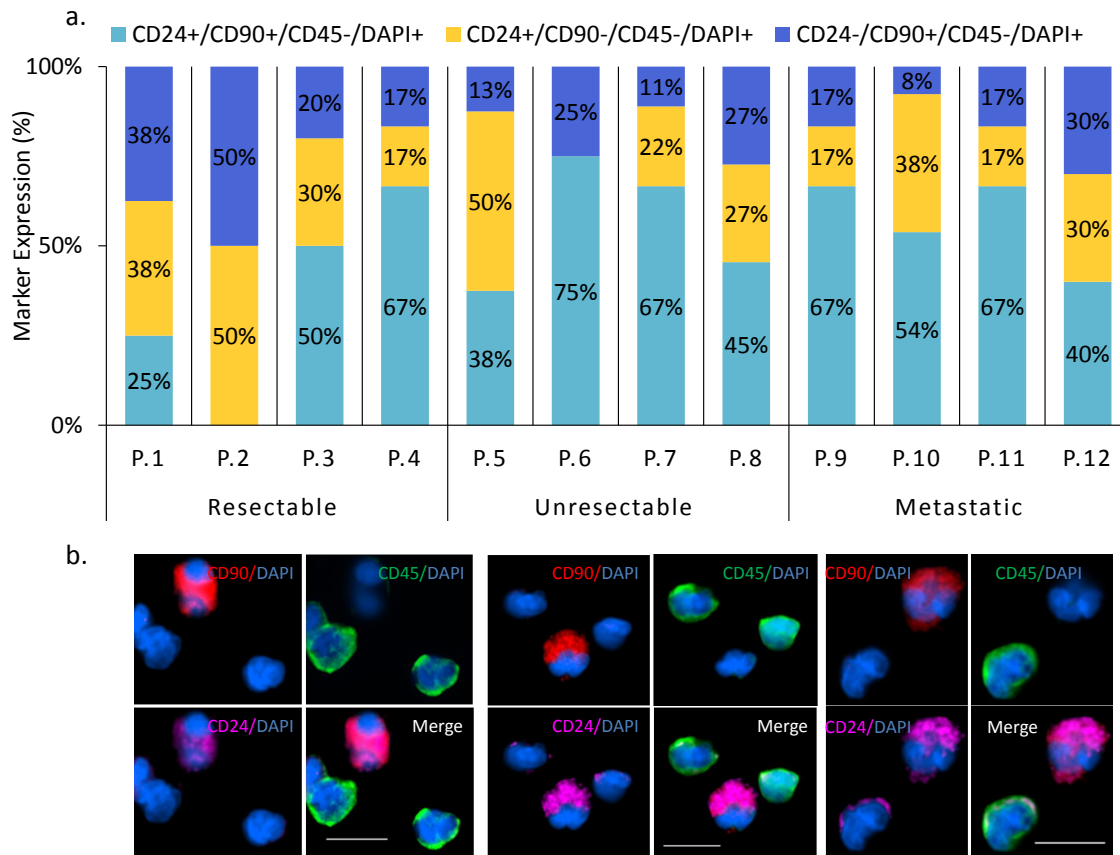 a.
CD24+/CD90+/CD45-/DAPI+ CD24+/CD90-/CD45-/DAPI+ CD24-/CD90+/CD45-/DAPI+
Marker Expression (%)
100%
50%
0%
38% 50% 20% 17% 13% 25% 11% 27% 17% 8% 17% 30%
38% 50% 30% 17% 50% 22% 27% 17% 38% 17% 30%
25% 50% 67% 38% 75% 67% 45% 67% 54% 67% 40%
P.1 P.2 P.3 P.4 P.5 P.6 P.7 P.8 P.9 P.10 P.11 P.12
Resectable Unresectable Metastatic
b.
CD90/DAPI CD45/DAPI CD90/DAPI CD45/DAPI CD90/DAPI CD45/DAPI
CD24/DAPI Merge CD24/DAPI Merge CD24/DAPI Merge